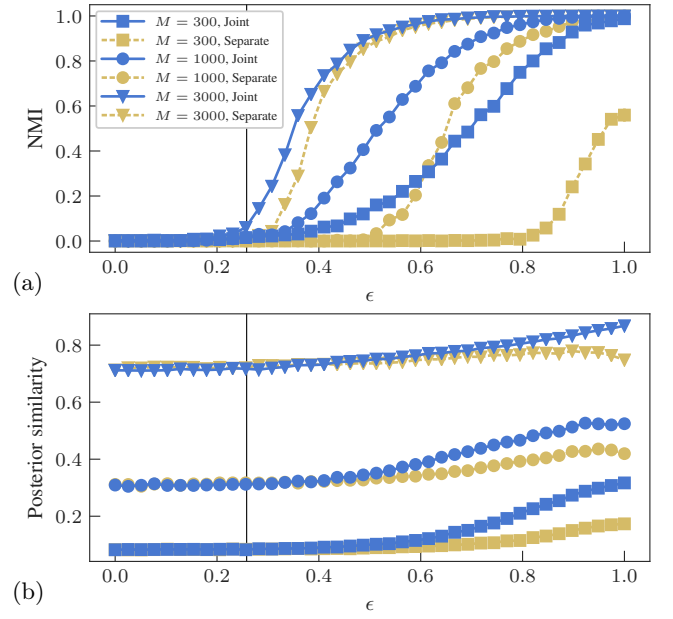 1.0
0.8
0.6
0.4
0.2
0.0
NMI
M = 300, Joint
M = 300, Separate
M = 1000, Joint
M = 1000, Separate
M = 3000, Joint
M = 3000, Separate
0.0 0.2 0.4 0.6 0.8 1.0
(a)
ϵ
0.8
0.6
0.4
0.2
Posterior similarity
0.0 0.2 0.4 0.6 0.8 1.0
(b)
ϵ